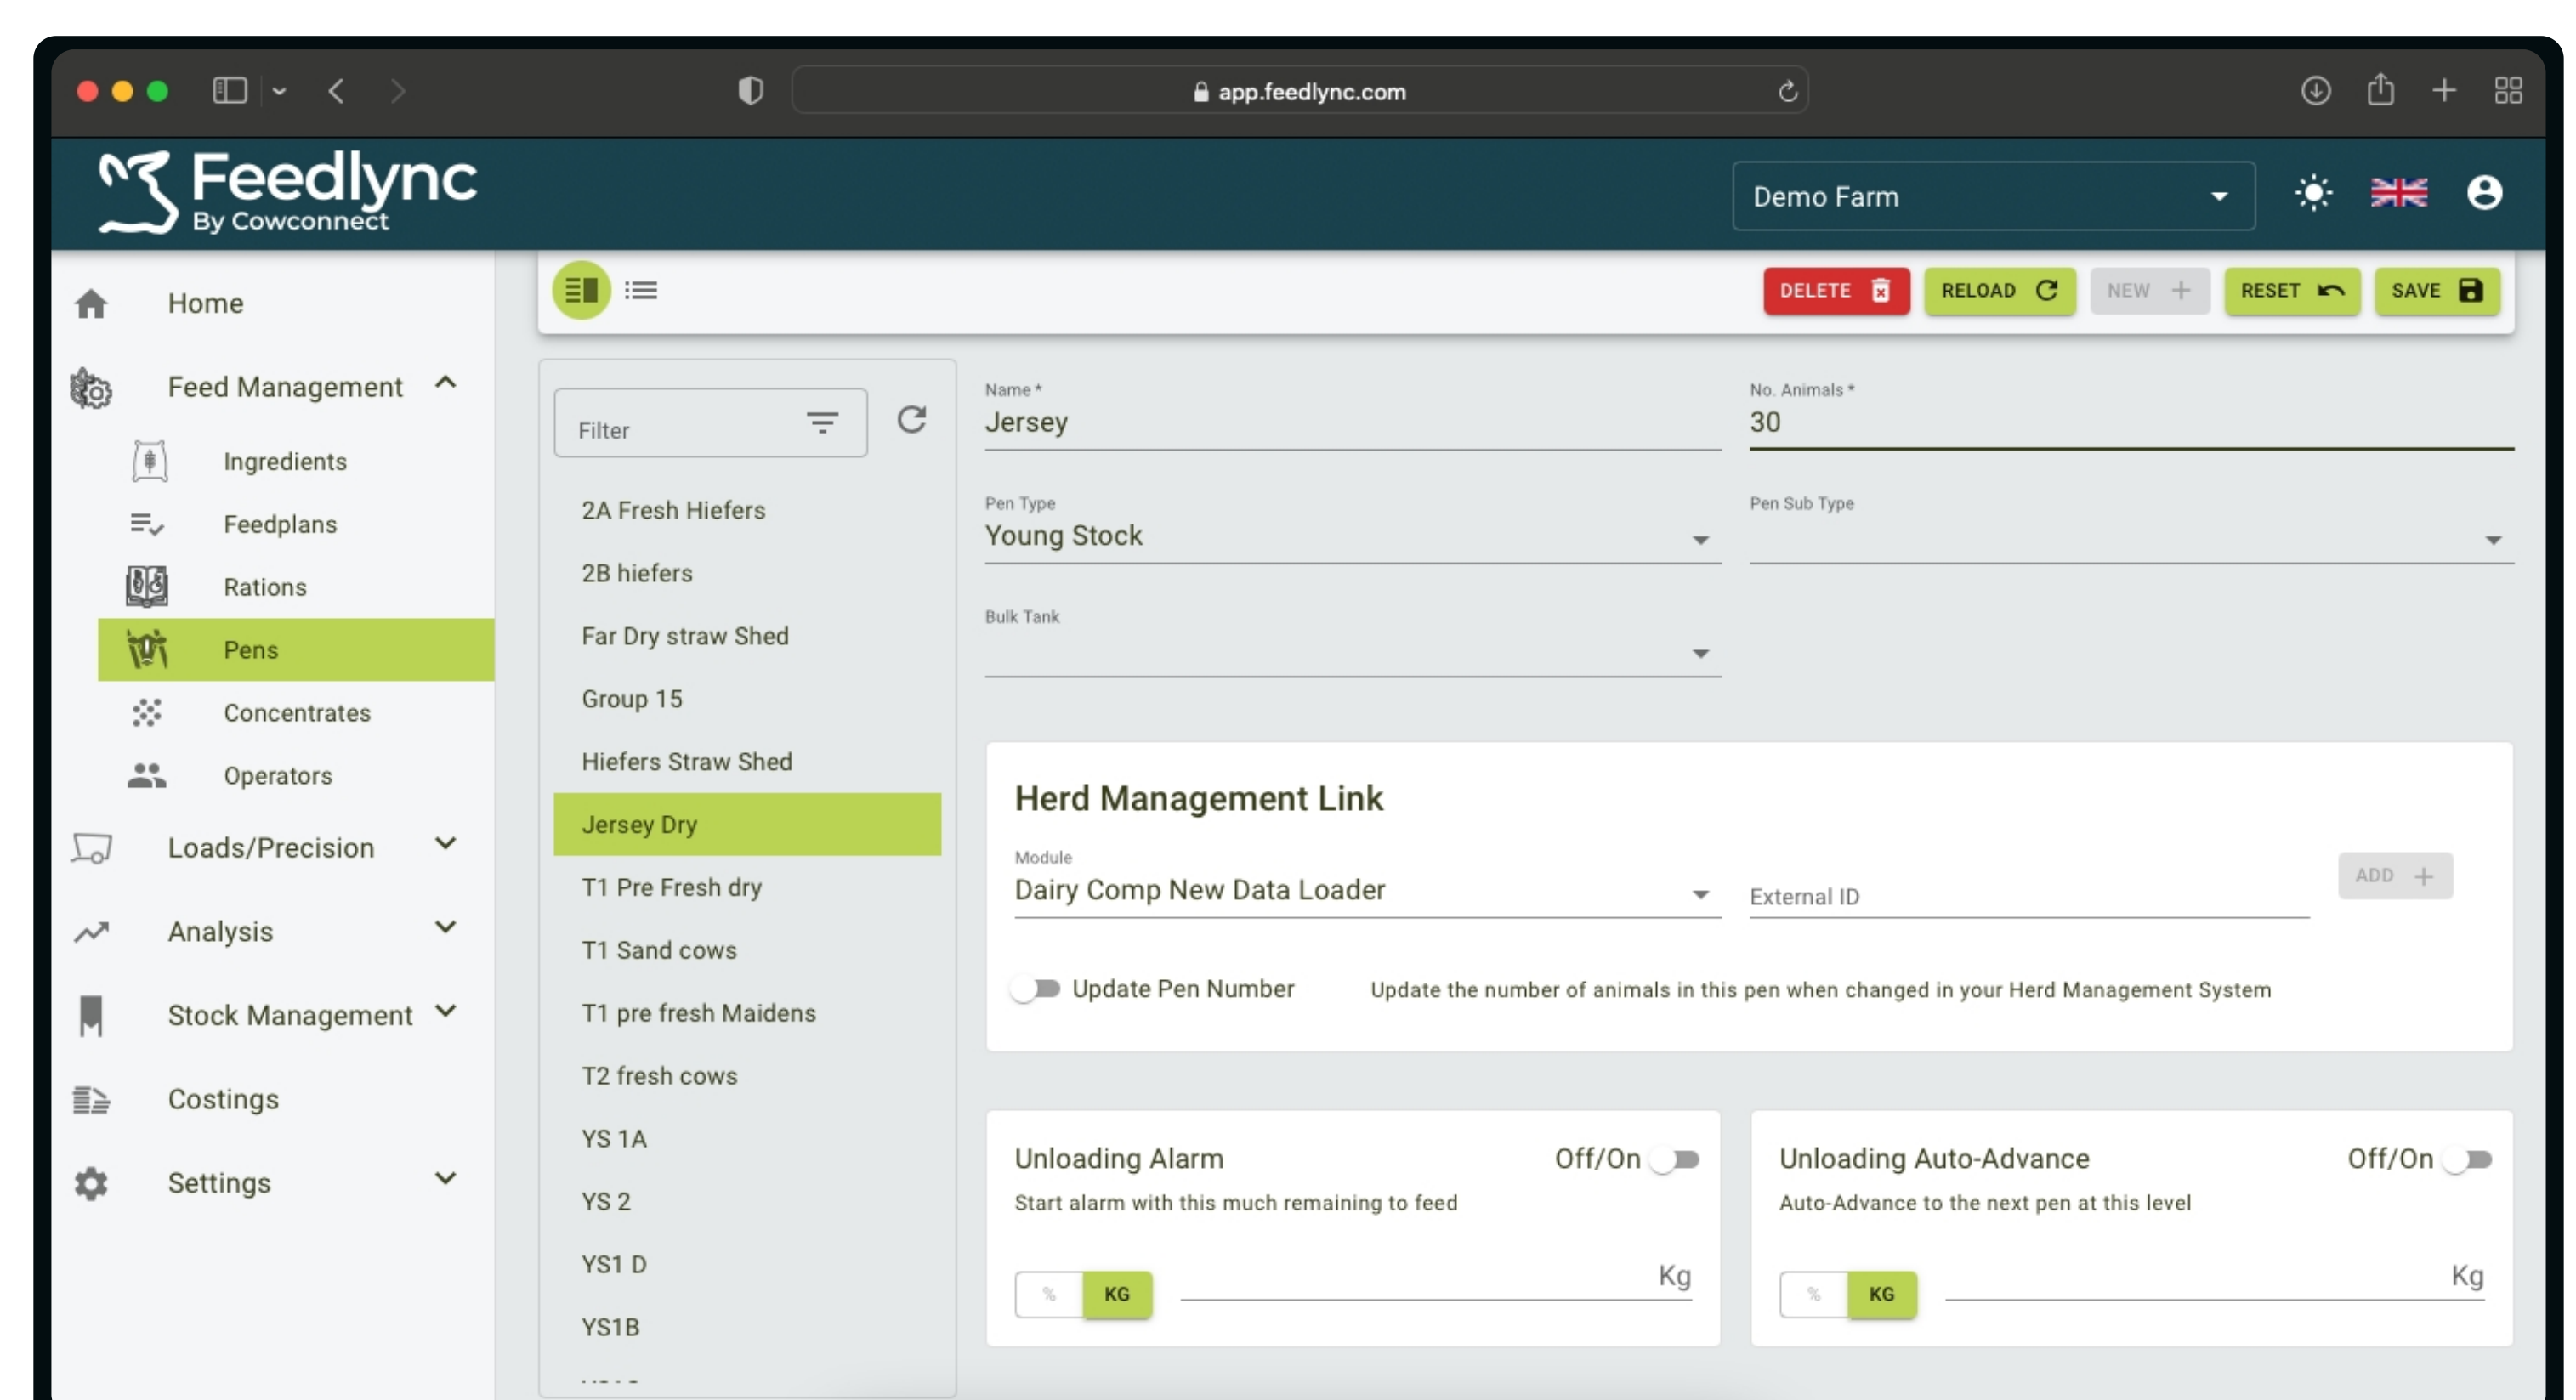 app.feedlync.com
Feedlync
By Cowconnect
Demo Farm
Home
Feed Management
Ingredients
Feedplans
Rations
Pens
Concentrates
Operators
Loads/Precision
Analysis
Stock Management
Costings
Settings
DELETE
RELOAD
NEW
RESET
SAVE
Filter
2A Fresh Hiefers
2B hiefers
Far Dry straw Shed
Group 15
Hiefers Straw Shed
Jersey Dry
T1 Pre Fresh dry
T1 Sand cows
T1 pre fresh Maidens
T2 fresh cows
YS 1A
YS 2
YS1 D
YS1B
Name *
Jersey
No. Animals *
30
Pen Type
Young Stock
Pen Sub Type
Bulk Tank
Herd Management Link
Module
Dairy Comp New Data Loader
External ID
ADD
Update Pen Number
Update the number of animals in this pen when changed in your Herd Management System
Unloading Alarm
Off/On
Start alarm with this much remaining to feed
%
KG
Kg
Unloading Auto-Advance
Off/On
Auto-Advance to the next pen at this level
%
KG
Kg